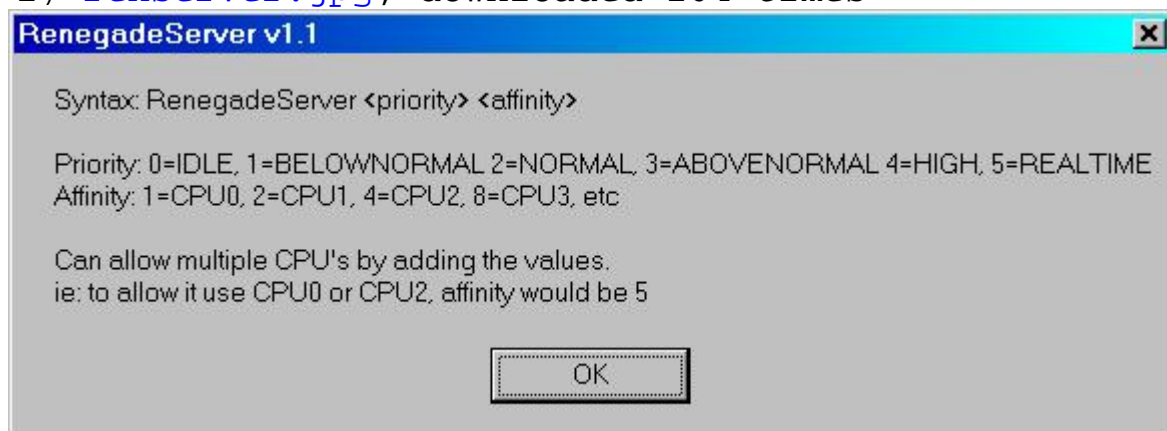 RenegadeServer v1.1
Syntax: RenegadeServer <priority> <affinity>
Priority: 0=IDLE, 1=BELOWNORMAL 2=NORMAL, 3=ABOVENORMAL 4=HIGH, 5=REALTIME
Affinity: 1=CPU0, 2=CPU1, 4=CPU2, 8=CPU3, etc
Can allow multiple CPU's by adding the values.
ie: to allow it use CPU0 or CPU2, affinity would be 5
OK